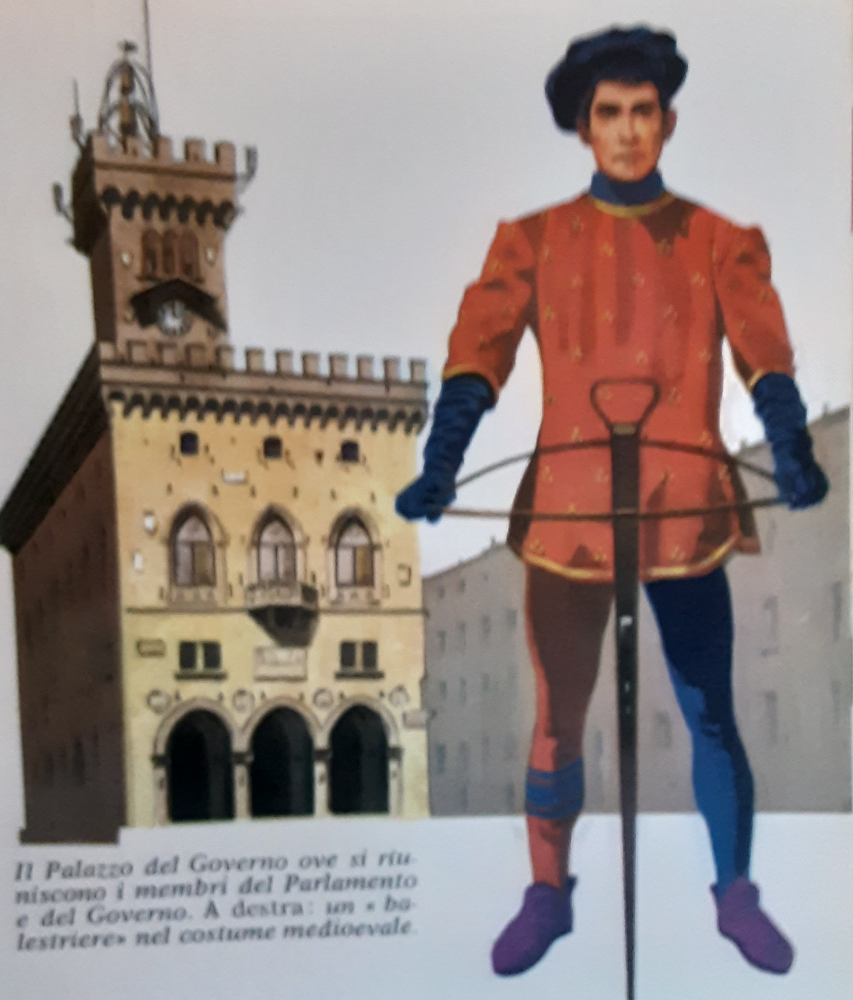 Il Palazzo del Governo ove si riu-
niscono i membri del Parlamento
e del Governo. A destra: un « ba-
lestriere» nel costume medioevale.